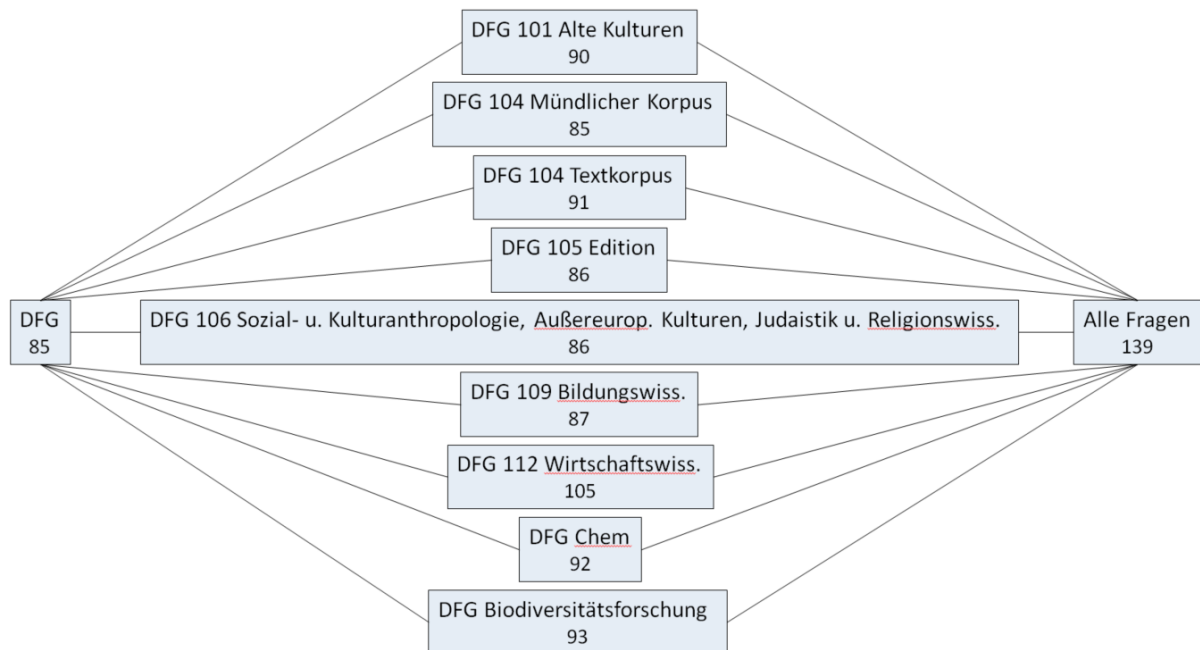 DFG 101 Alte Kulturen
90
DFG 104 Mündlicher Korpus
85
DFG 104 Textkorpus
91
DFG 105 Edition
86
DFG
85
DFG 106 Sozial- u. Kulturanthropologie, Außereurop. Kulturen, Judaistik u. Religionswiss.
86
Alle Fragen
139
DFG 109 Bildungswiss.
87
DFG 112 Wirtschaftswiss.
105
DFG Chem
92
DFG Biodiversitätsforschung
93